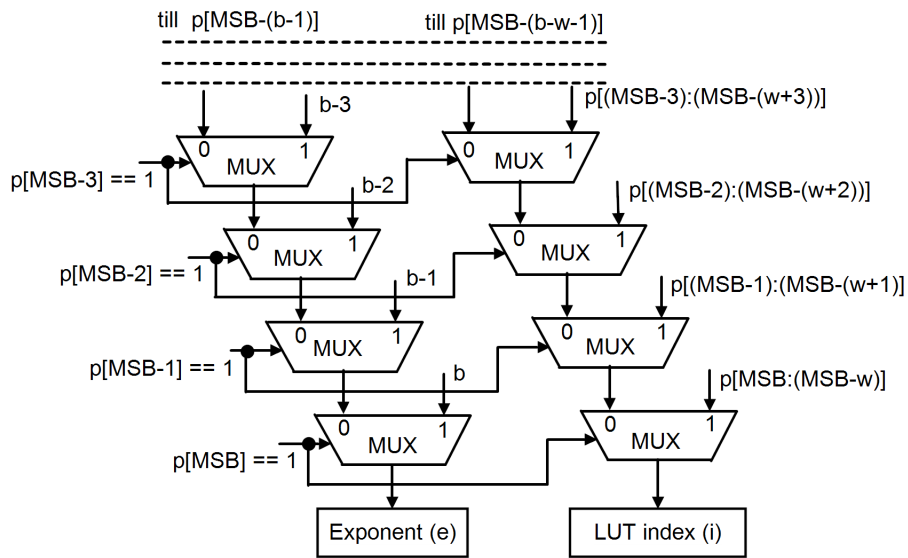 till p[MSB-(b-1)]
till p[MSB-(b-w-1)]
b-3
p[(MSB-3):(MSB-(w+3))]
0 1
MUX
0 1
MUX
p[MSB-3] == 1
b-2
p[(MSB-2):(MSB-(w+2))]
0 1
MUX
0 1
MUX
p[MSB-2] == 1
b-1
p[(MSB-1):(MSB-(w+1)]
0 1
MUX
0 1
MUX
p[MSB-1] == 1
b
p[MSB:(MSB-w)]
0 1
MUX
0 1
MUX
p[MSB] == 1
Exponent (e)
LUT index (i)